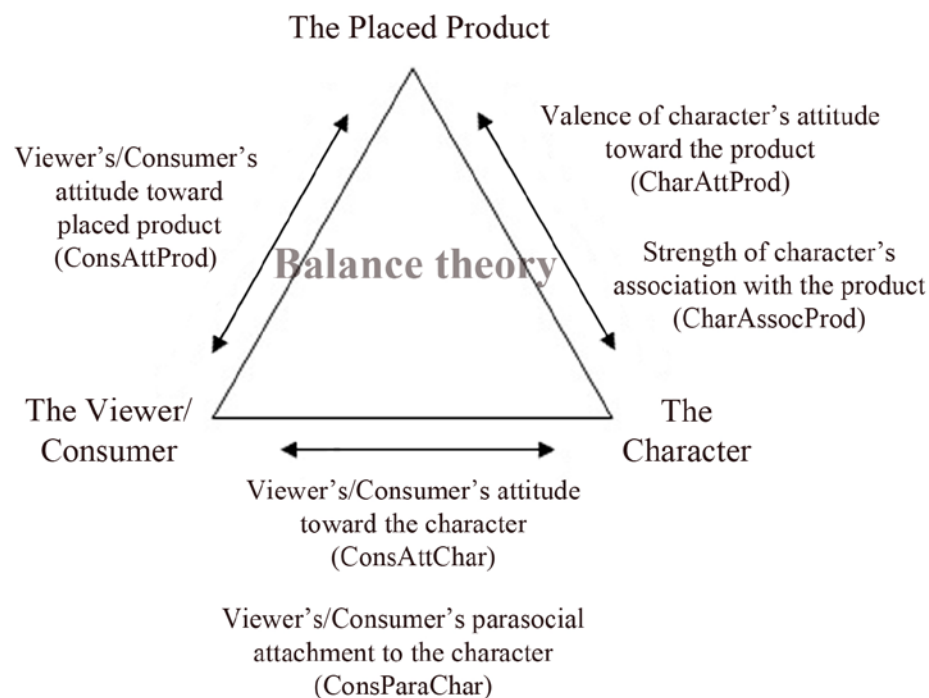 The Placed Product
Viewer's/Consumer's
attitude toward
placed product
(ConsAttProd)
Valence of character's attitude
toward the product
(CharAttProd)
Balance theory
Strength of character's
association with the product
(CharAssocProd)
The Viewer/
Consumer
The
Character
Viewer's/Consumer's attitude
toward the character
(ConsAttChar)
Viewer's/Consumer's parasocial
attachment to the character
(ConsParaChar)